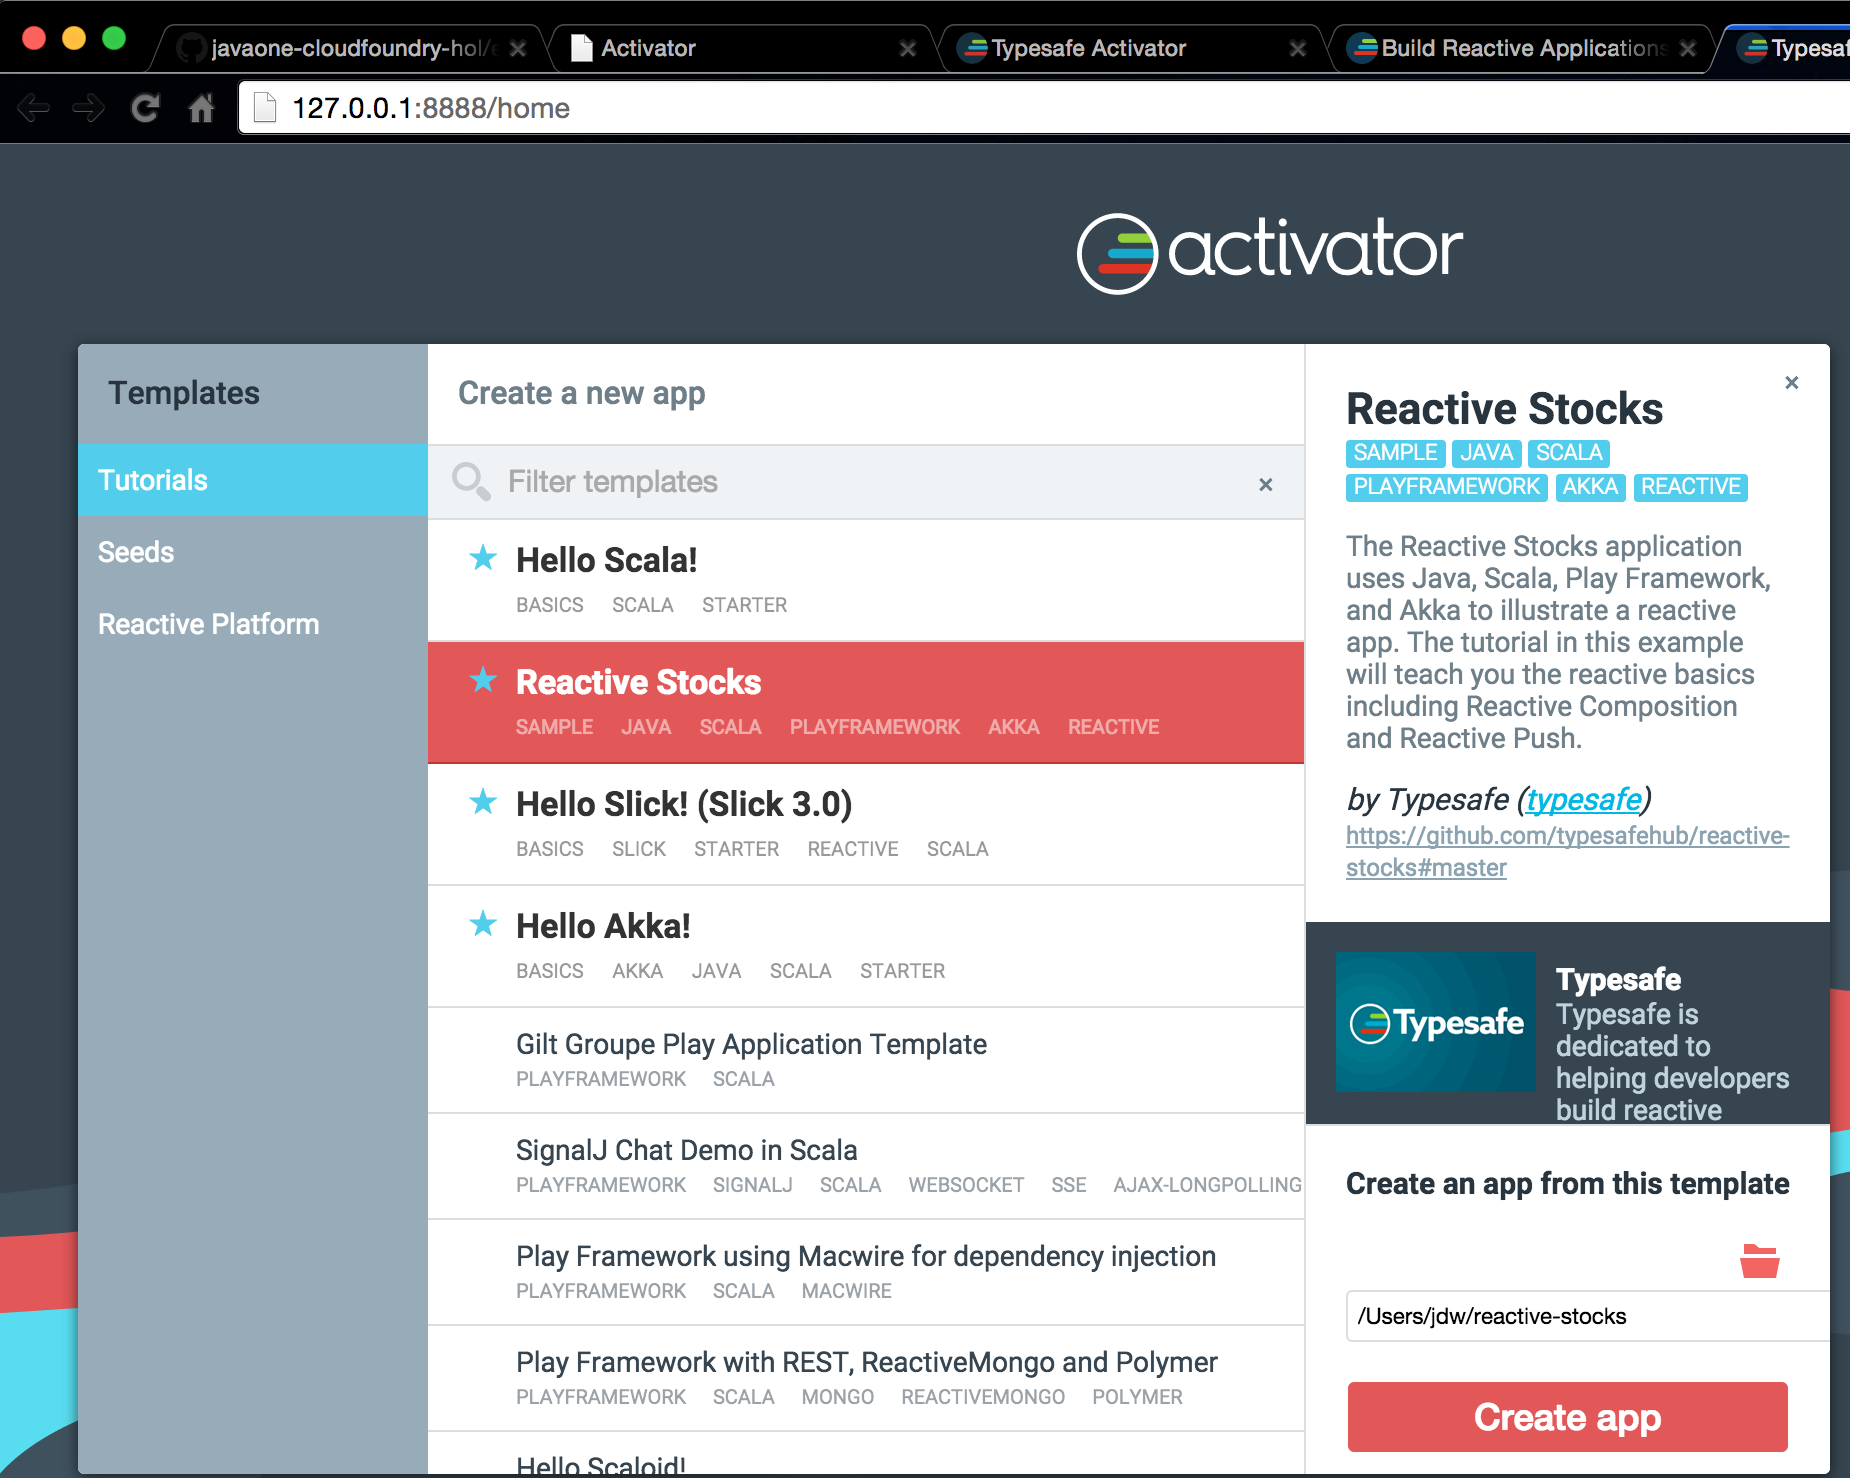 javaone-cloudfoundry-hol/e
Activator
Typesafe Activator
Build Reactive Applications
Typesaf
127.0.0.1:8888/home
activator
Templates
Tutorials
Seeds
Reactive Platform
Create a new app
Filter templates
Hello Scala!
BASICS SCALA STARTER
Reactive Stocks
SAMPLE JAVA SCALA PLAYFRAMEWORK AKKA REACTIVE
Hello Slick! (Slick 3.0)
BASICS SLICK STARTER REACTIVE SCALA
Hello Akka!
BASICS AKKA JAVA SCALA STARTER
Gilt Groupe Play Application Template
PLAYFRAMEWORK SCALA
SignalJ Chat Demo in Scala
PLAYFRAMEWORK SIGNALJ SCALA WEBSOCKET SSE AJAX-LONGPOLLING
Play Framework using Macwire for dependency injection
PLAYFRAMEWORK SCALA MACWIRE
Play Framework with REST, ReactiveMongo and Polymer
PLAYFRAMEWORK SCALA MONGO REACTIVEMONGO POLYMER
Hello Scaloid!
Reactive Stocks
SAMPLE JAVA SCALA
PLAYFRAMEWORK AKKA REACTIVE
The Reactive Stocks application
uses Java, Scala, Play Framework,
and Akka to illustrate a reactive
app. The tutorial in this example
will teach you the reactive basics
including Reactive Composition
and Reactive Push.
by Typesafe (typesafe)
https://github.com/typesafehub/reactive-
stocks#master
Typesafe
Typesafe
Typesafe is
dedicated to
helping developers
build reactive
Create an app from this template
/Users/jdw/reactive-stocks
Create app